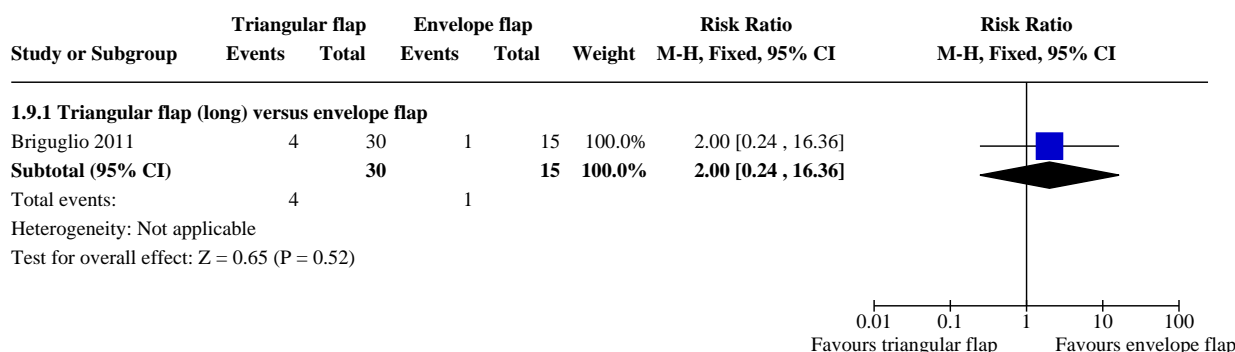 Triangular flap Envelope flap Risk Ratio Risk Ratio
Study or Subgroup Events Total Events Total Weight M-H, Fixed, 95% CI M-H, Fixed, 95% CI
1.9.1 Triangular flap (long) versus envelope flap
Briguglio 2011 4 30 1 15 100.0% 2.00 [0.24 , 16.36]
Subtotal (95% CI) 30 15 100.0% 2.00 [0.24 , 16.36]
Total events: 4 1
Heterogeneity: Not applicable
Test for overall effect: Z = 0.65 (P = 0.52)
0.01 0.1 1 10 100
Favours triangular flap Favours envelope flap